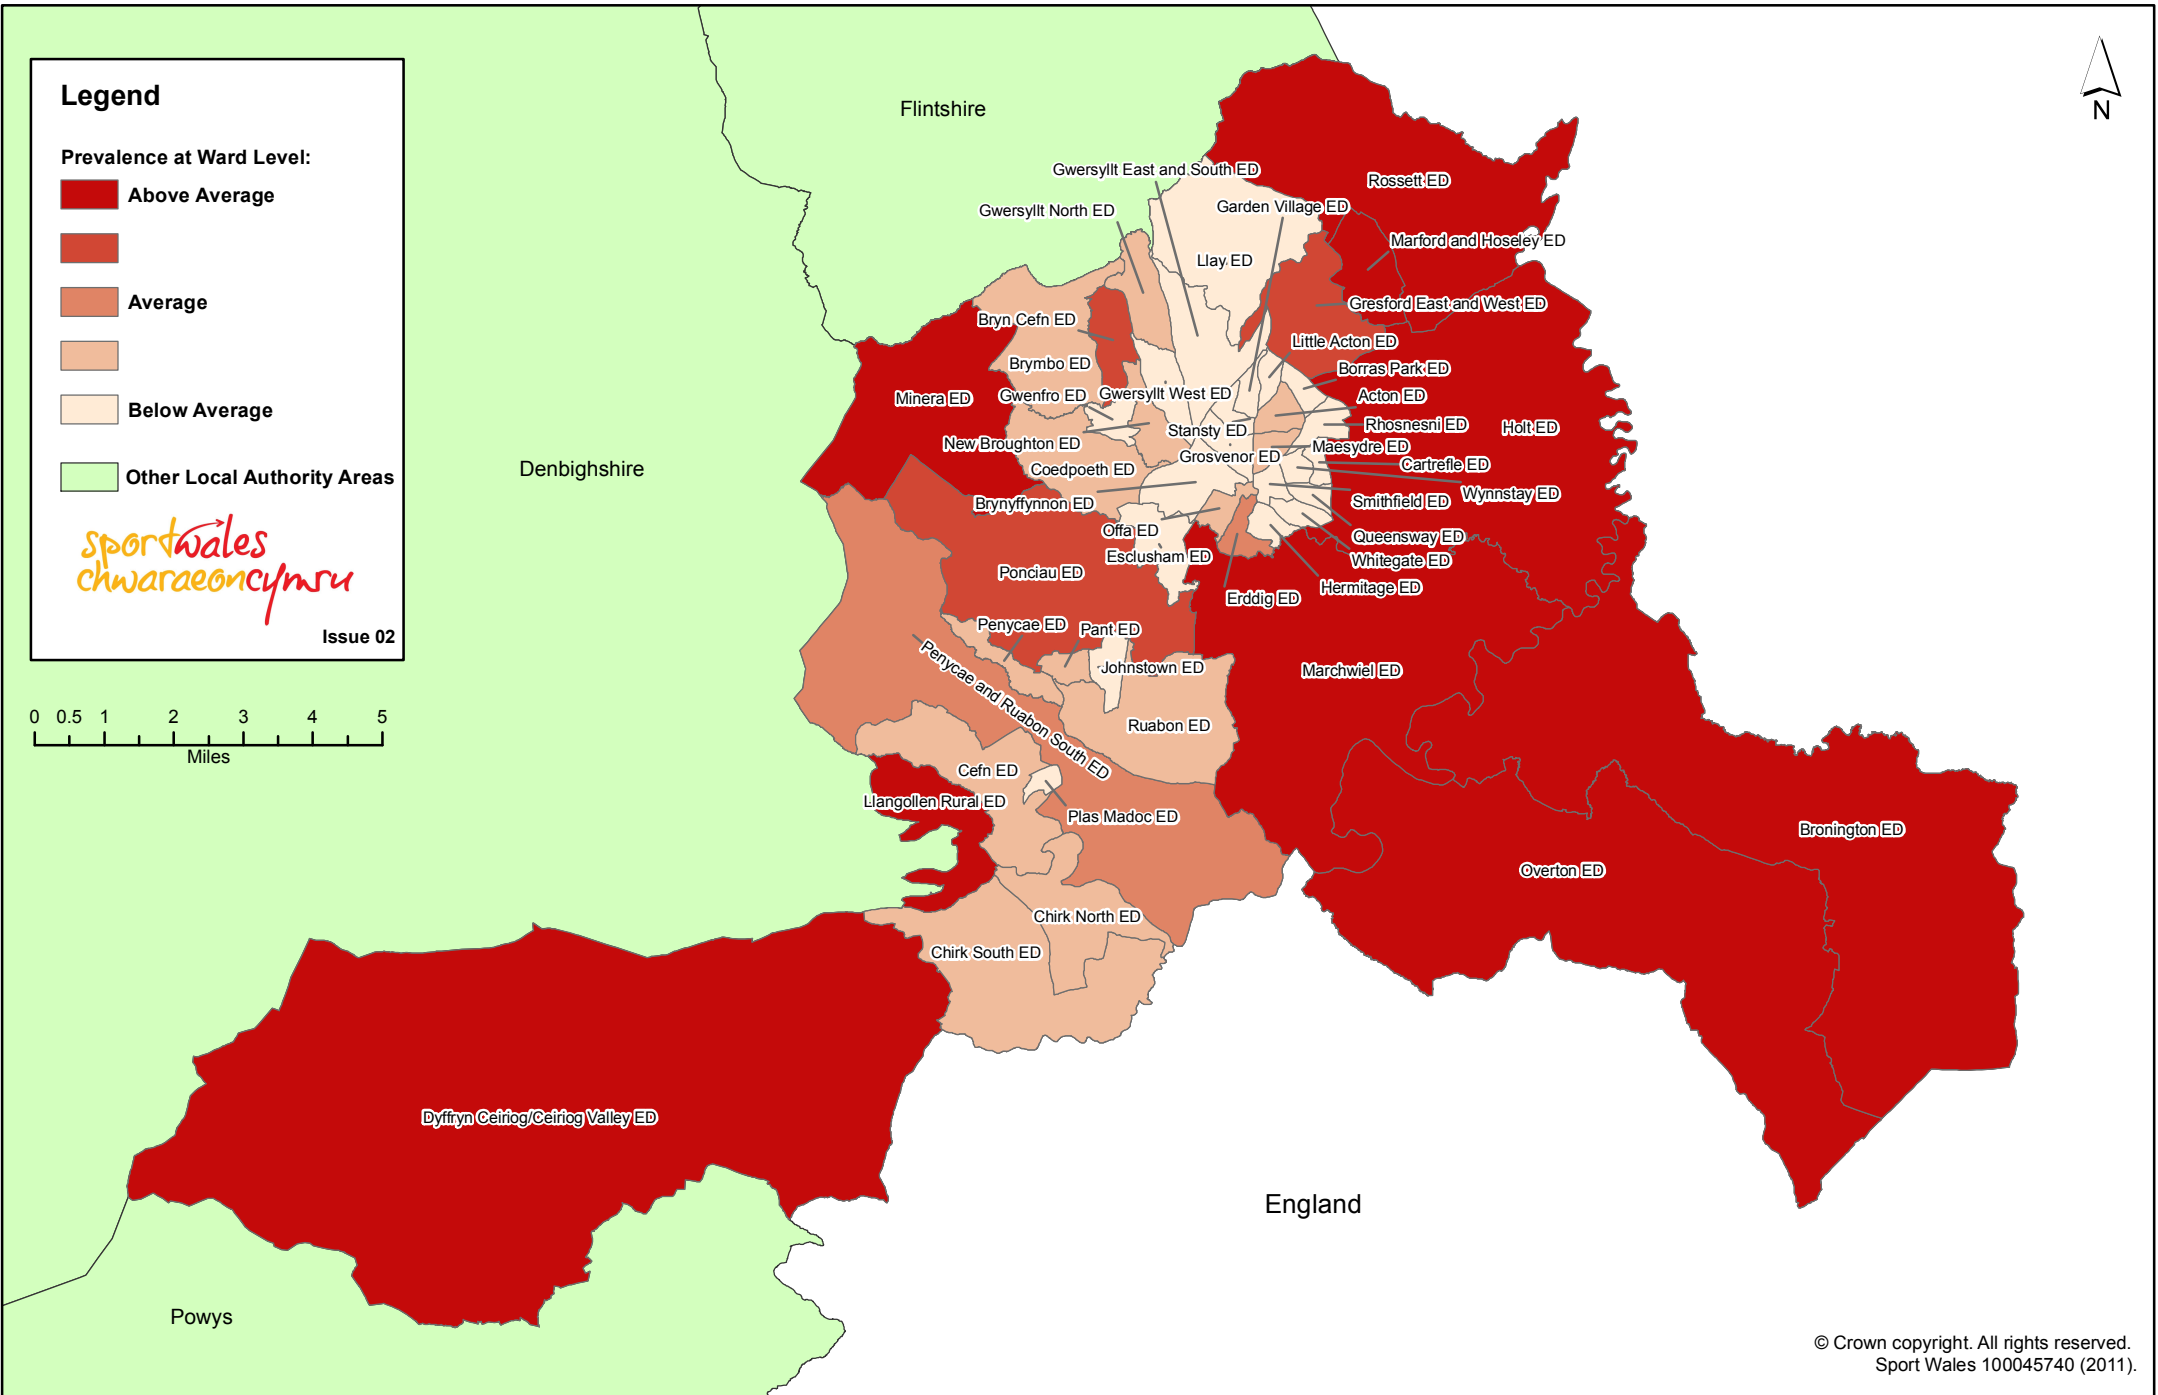 Legend
Prevalence at Ward Level:
Above Average
Average
Below Average
Other Local Authority Areas
sportwales
chwaraeoncymru
Issue 02
0 0.5 1 2 3 4 5
Miles
N
Flintshire
Denbighshire
Powys
England
Gwersyllt East and South ED
Gwersyllt North ED
Garden Village ED
Rossett ED
Marford and Hoseley ED
Llay ED
Gresford East and West ED
Bryn Cefn ED
Little Acton ED
Brymbo ED
Borras Park ED
Minera ED
Gwenfro ED
Gwersyllt West ED
Acton ED
Rhosnesni ED
Holt ED
New Broughton ED
Stansty ED
Maesydre ED
Coedpoeth ED
Grosvenor ED
Cartrefle ED
Brynyffynnon ED
Wynnstay ED
Smithfield ED
Offa ED
Queensway ED
Esclusham ED
Whitegate ED
Ponciau ED
Hermitage ED
Erddig ED
Penycae ED
Pant ED
Johnstown ED
Marchwiel ED
Penycae and Ruabon South ED
Ruabon ED
Cefn ED
Llangollen Rural ED
Plas Madoc ED
Bronington ED
Overton ED
Chirk North ED
Chirk South ED
Dyffryn Ceiriog/Ceiriog Valley ED
© Crown copyright. All rights reserved.
Sport Wales 100045740 (2011).